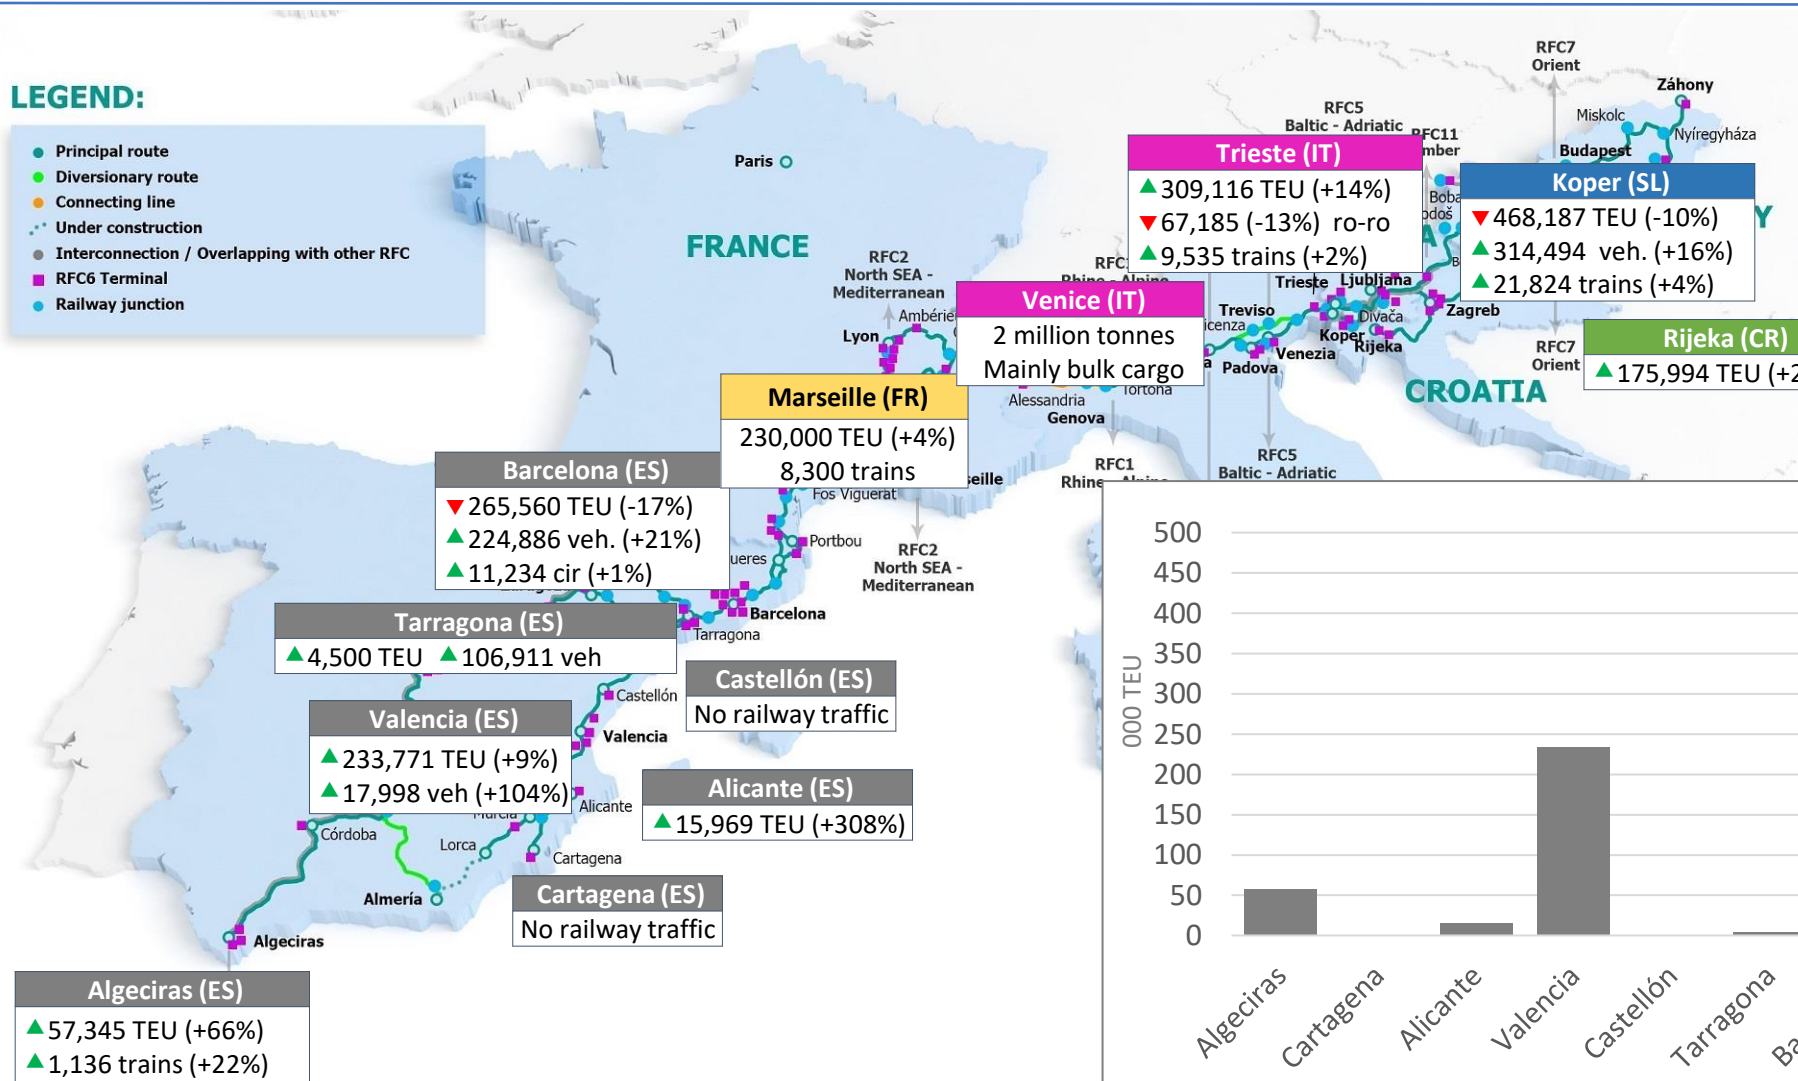 LEGEND:
Principal route
Diversionary route
Connecting line
Under construction
Interconnection / Overlapping with other RFC
RFC6 Terminal
Railway junction
Paris
FRANCE
RFC2
North SEA -
Mediterranean
Lyon
RFC5
Baltic - Adriatic
RFC7
Orient
Záhony
Miskolc
Nyíregyháza
Budapest
Trieste (IT)
309,116 TEU (+14%)
67,185 (-13%) ro-ro
9,535 trains (+2%)
Koper (SL)
468,187 TEU (-10%)
314,494 veh. (+16%)
21,824 trains (+4%)
Trieste
Ljubljana
Treviso
Divača
Zagreb
Koper
Rijeka
Venezia
Padova
RFC7
Orient
Rijeka (CR)
175,994 TEU
CROATIA
Venice (IT)
2 million tonnes
Mainly bulk cargo
Alessandria
Tortona
Genova
RFC1
RFC5
Baltic - Adriatic
Marseille (FR)
230,000 TEU (+4%)
8,300 trains
Fos Viguerat
Portbou
RFC2
North SEA -
Mediterranean
Barcelona (ES)
265,560 TEU (-17%)
224,886 veh. (+21%)
11,234 cir (+1%)
Barcelona
Tarragona
Tarragona (ES)
4,500 TEU 106,911 veh
Castellón (ES)
No railway traffic
Castellón
Valencia (ES)
233,771 TEU (+9%)
17,998 veh (+104%)
Valencia
Alicante
Alicante (ES)
15,969 TEU (+308%)
Murcia
Córdoba
Lorca
Cartagena
Almería
Cartagena (ES)
No railway traffic
Algeciras
Algeciras (ES)
57,345 TEU (+66%)
1,136 trains (+22%)
000 TEU
500
450
400
350
300
250
200
150
100
50
0
Algeciras
Cartagena
Alicante
Valencia
Castellón
Tarragona